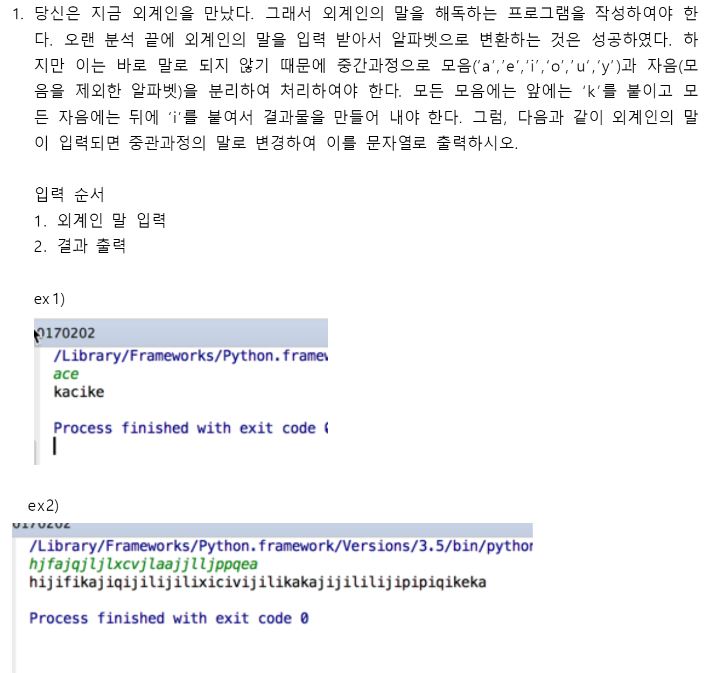 1. 당신은 지금 외계인을 만났다. 그래서 외계인의 말을 해독하는 프로그램을 작성하여야 한
다. 오랜 분석 끝에 외계인의 말을 입력 받아서 알파벳으로 변환하는 것은 성공하였다. 하
지만 이는 바로 말로 되지 않기 때문에 중간과정으로 모음('a','e','i','o','u','y')과 자음(모
음을 제외한 알파벳)을 분리하여 처리하여야 한다. 모든 모음에는 앞에는 'k'를 붙이고 모
든 자음에는 뒤에 'i'를 붙여서 결과물을 만들어 내야 한다. 그럼, 다음과 같이 외계인의 말
이 입력되면 중관과정의 말로 변경하여 이를 문자열로 출력하시오.
입력 순서
1. 외계인 말 입력
2. 결과 출력
ex1)
0170202
/Library/Frameworks/Python.framew
ace
kacike
Process finished with exit code
ex2)
0170202
/Library/Frameworks/Python.framework/Versions/3.5/bin/python
hjfajqjljlxcvjlaajjlljppqea
hijifikajiqijilijilixicivijilikakajijililijipipiqikeka
Process finished with exit code 0